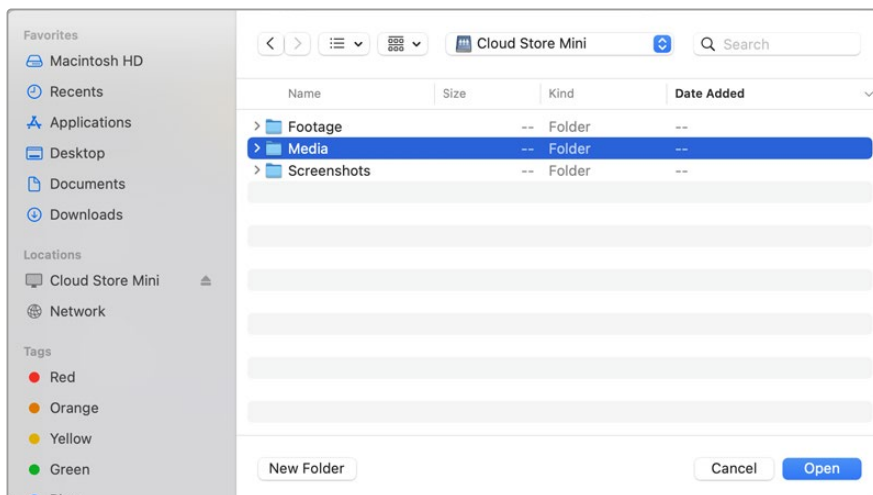 Favorites
Macintosh HD
Recents
Applications
Desktop
Documents
Downloads
Locations
Cloud Store Mini
Network
Tags
Red
Orange
Yellow
Green
Cloud Store Mini
Search
Name Size Kind Date Added
Footage -- Folder --
Media -- Folder --
Screenshots -- Folder --
New Folder Cancel Open